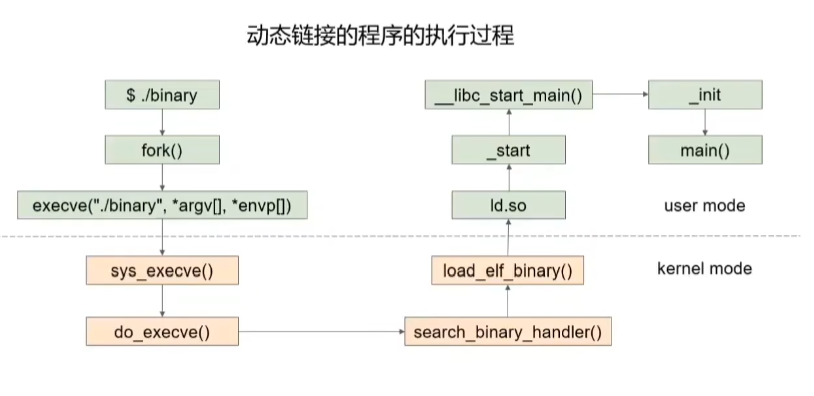 动态链接的程序的执行过程
$ ./binary
fork()
execve("./binary", *argv[], *envp[])
sys_execve()
do_execve()
search_binary_handler()
load_elf_binary()
ld.so
_start
__libc_start_main()
_init
main()
user mode
kernel mode